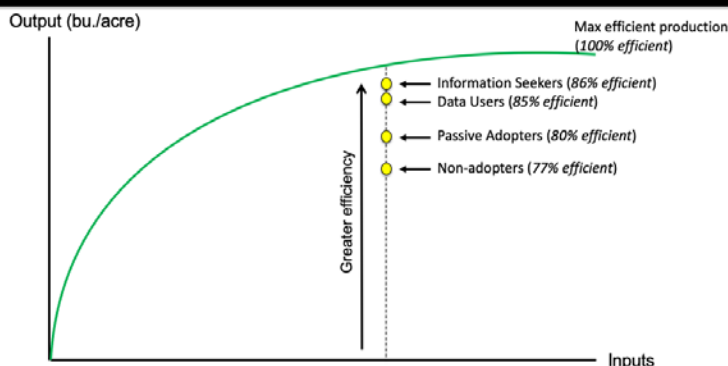 Output (bu./acre)
Max efficient production
(100% efficient)
Information Seekers (86% efficient)
Data Users (85% efficient)
Passive Adopters (80% efficient)
Non-adopters (77% efficient)
Greater efficiency
Inputs